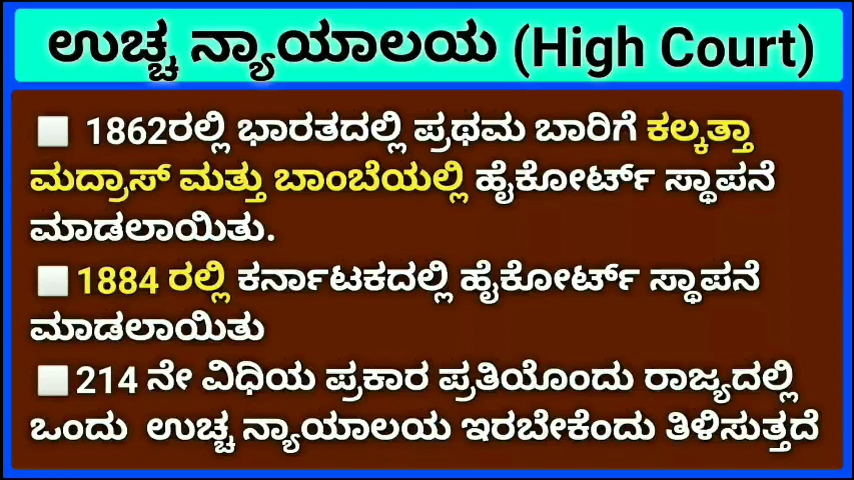 ಉಚ್ಚ ನ್ಯಾಯಾಲಯ (High Court)
1862ರಲ್ಲಿ ಭಾರತದಲ್ಲಿ ಪ್ರಥಮ ಬಾರಿಗೆ ಕಲ್ಕತ್ತಾ
ಮದ್ರಾಸ್ ಮತ್ತು ಬಾಂಬೆಯಲ್ಲಿ ಹೈಕೋರ್ಟ್ ಸ್ಥಾಪನೆ
ಮಾಡಲಾಯಿತು.
1884 ರಲ್ಲಿ ಕರ್ನಾಟಕದಲ್ಲಿ ಹೈಕೋರ್ಟ್ ಸ್ಥಾಪನೆ
ಮಾಡಲಾಯಿತು
214 ನೇ ವಿಧಿಯ ಪ್ರಕಾರ ಪ್ರತಿಯೊಂದು ರಾಜ್ಯದಲ್ಲಿ
ಒಂದು ಉಚ್ಚ ನ್ಯಾಯಾಲಯ ಇರಬೇಕೆಂದು ತಿಳಿಸುತ್ತದೆ